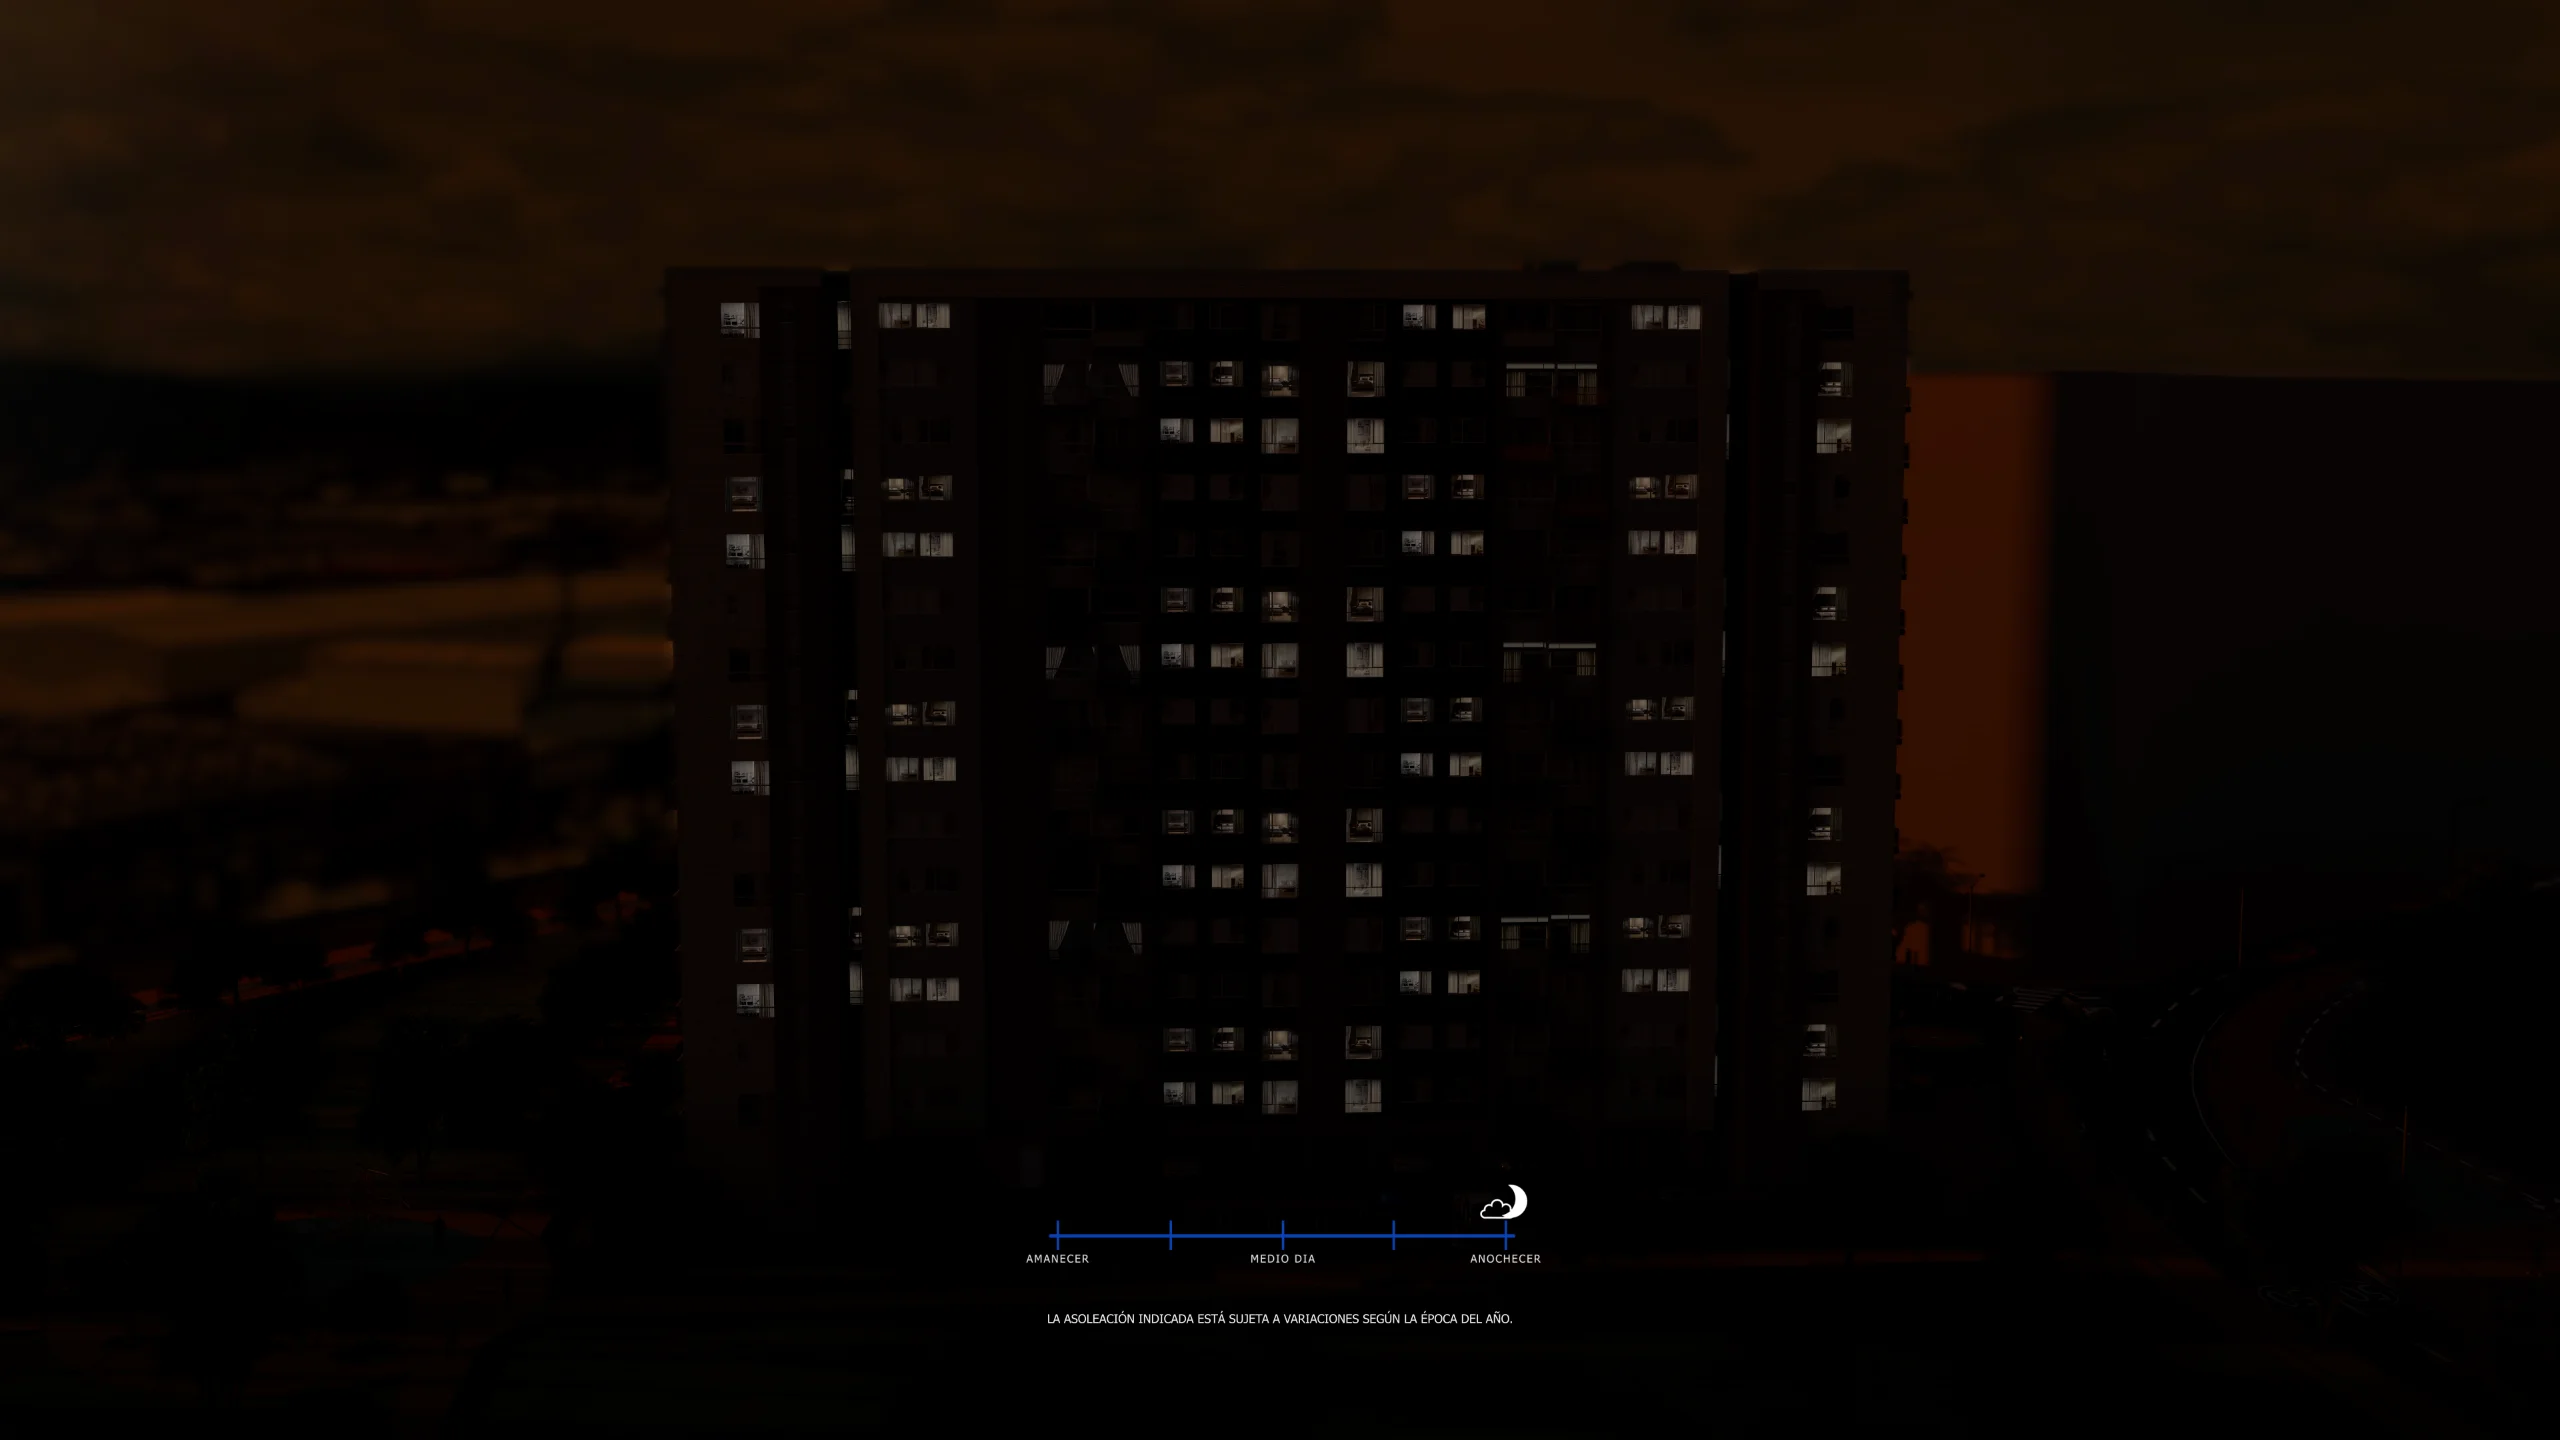 AMANECER
MEDIO DIA
ANOCHECER
LA ASOLEACIÓN INDICADA ESTÁ SUJETA A VARIACIONES SEGÚN LA ÉPOCA DEL AÑO.